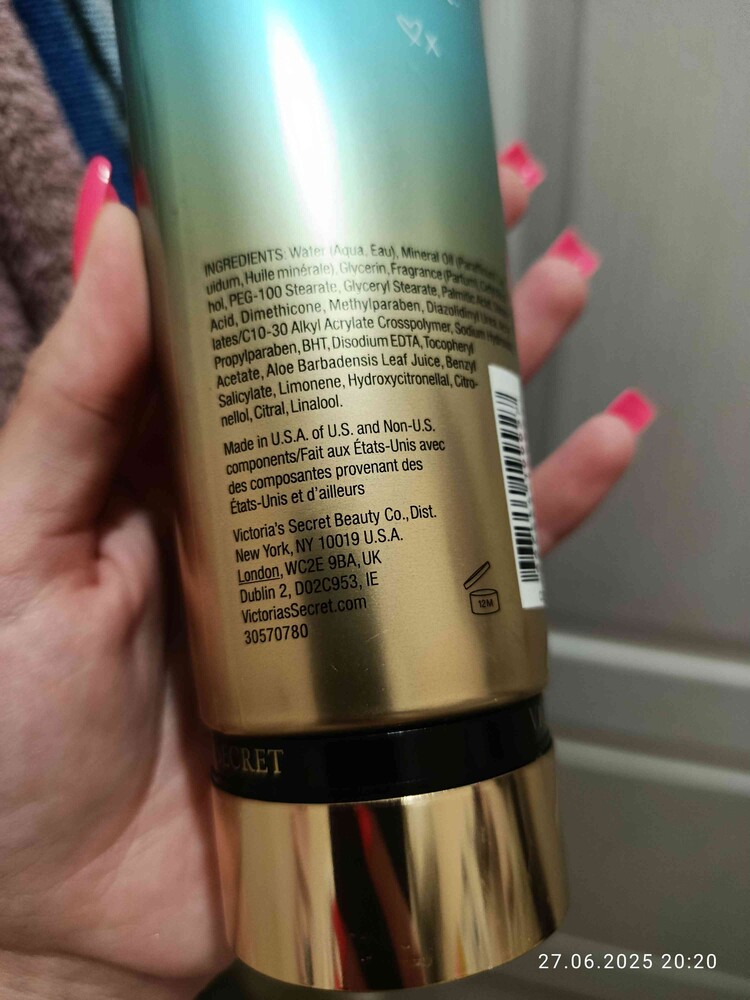 INGREDIENTS: Water (Aqua, Eau), Mineral Oil
uidum, Huile minérale), Glycerin, Fragrance (Parfum),
hol, PEG-100 Stearate, Glyceryl Stearate, Palmitic Acid,
Acid, Dimethicone, Methylparaben, Diazolidinyl Urea,
lates/C10-30 Alkyl Acrylate Crosspolymer, Sodium
Propylparaben, BHT, Disodium EDTA, Tocopheryl
Acetate, Aloe Barbadensis Leaf Juice, Benzyl
Salicylate, Limonene, Hydroxycitronellal, Citro-
nellol, Citral, Linalool.
Made in U.S.A. of U.S. and Non-U.S.
components/Fait aux États-Unis avec
des composantes provenant des
États-Unis et d'ailleurs
Victoria's Secret Beauty Co., Dist.
New York, NY 10019 U.S.A.
London, WC2E 9BA, UK
Dublin 2, D02C953, IE
VictoriasSecret.com
30570780
12M
SECRET
27.06.2025 20:20